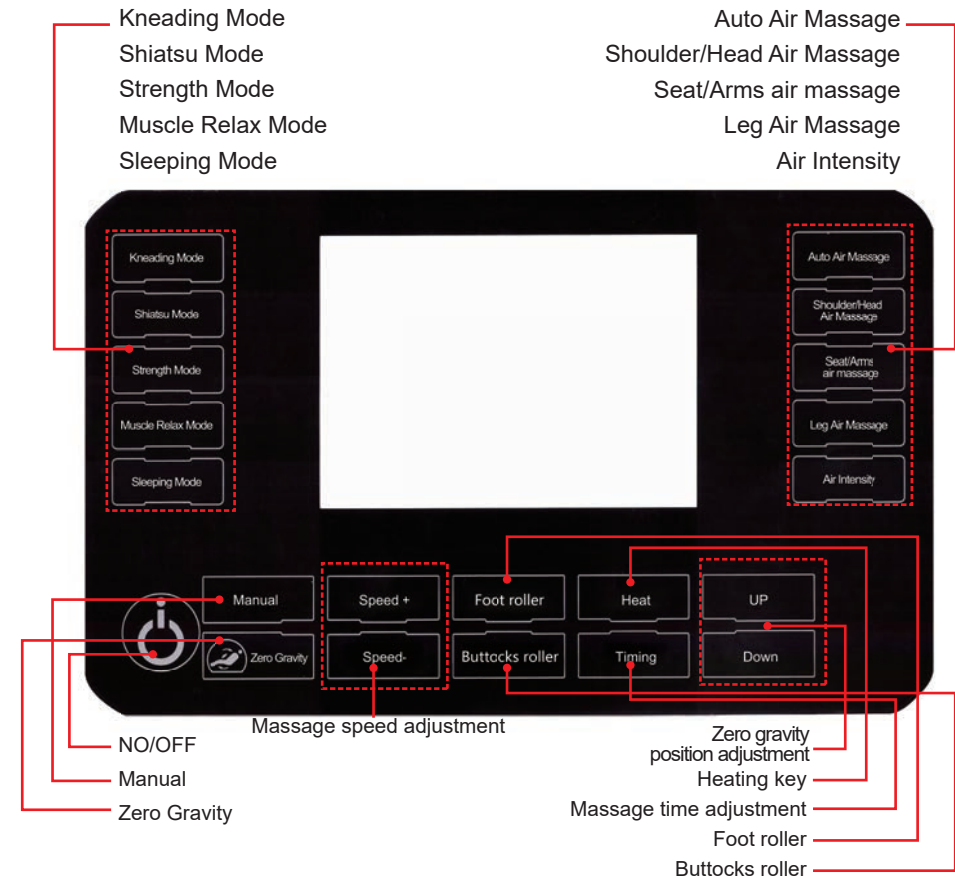 Kneading Mode
Shiatsu Mode
Strength Mode
Muscle Relax Mode
Sleeping Mode
Auto Air Massage
Shoulder/Head Air Massage
Seat/Arms air massage
Leg Air Massage
Air Intensity
Kneading Mode
Shiatsu Mode
Strength Mode
Muscle Relax Mode
Sleeping Mode
Auto Air Massage
Shoulder/Head
Air Massage
Seat/Arms
air massage
Leg Air Massage
Air Intensity
Manual
Speed +
Foot roller
Heat
UP
Zero Gravity
Speed-
Buttocks roller
Timing
Down
Massage speed adjustment
NO/OFF
Manual
Zero Gravity
Zero gravity
position adjustment
Heating key
Massage time adjustment
Foot roller
Buttocks roller